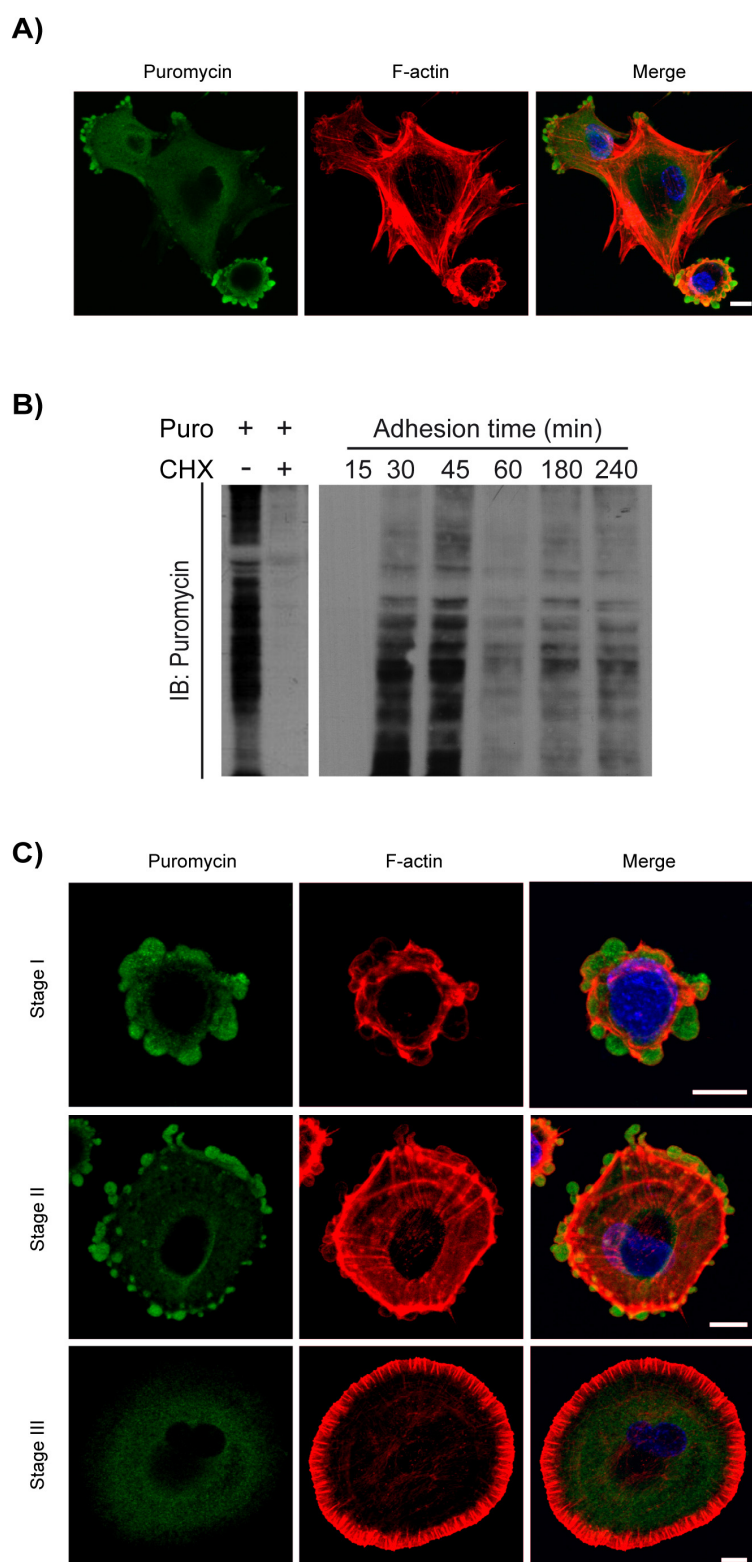 A)
Puromycin F-actin Merge
B)
Puro + + Adhesion time (min)
CHX - + 15 30 45 60 180 240
IB: Puromycin
C)
Puromycin F-actin Merge
Stage I
Stage II
Stage III